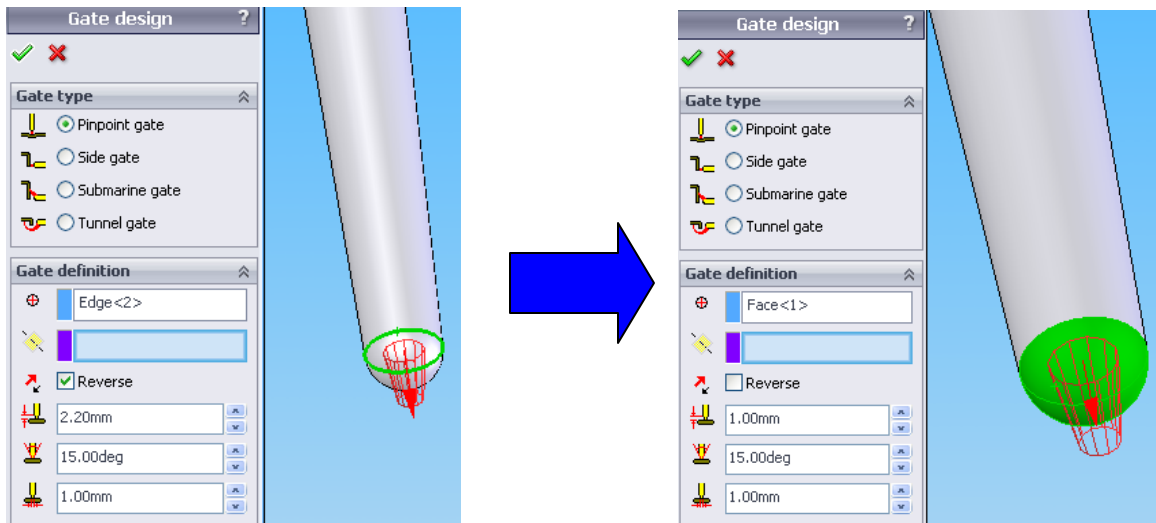 Gate design ?
Gate type
Pinpoint gate
Side gate
Submarine gate
Tunnel gate
Gate definition
Edge<2>
Reverse
2.20mm
15.00deg
1.00mm
Gate design ?
Gate type
Pinpoint gate
Side gate
Submarine gate
Tunnel gate
Gate definition
Face<1>
Reverse
1.00mm
15.00deg
1.00mm